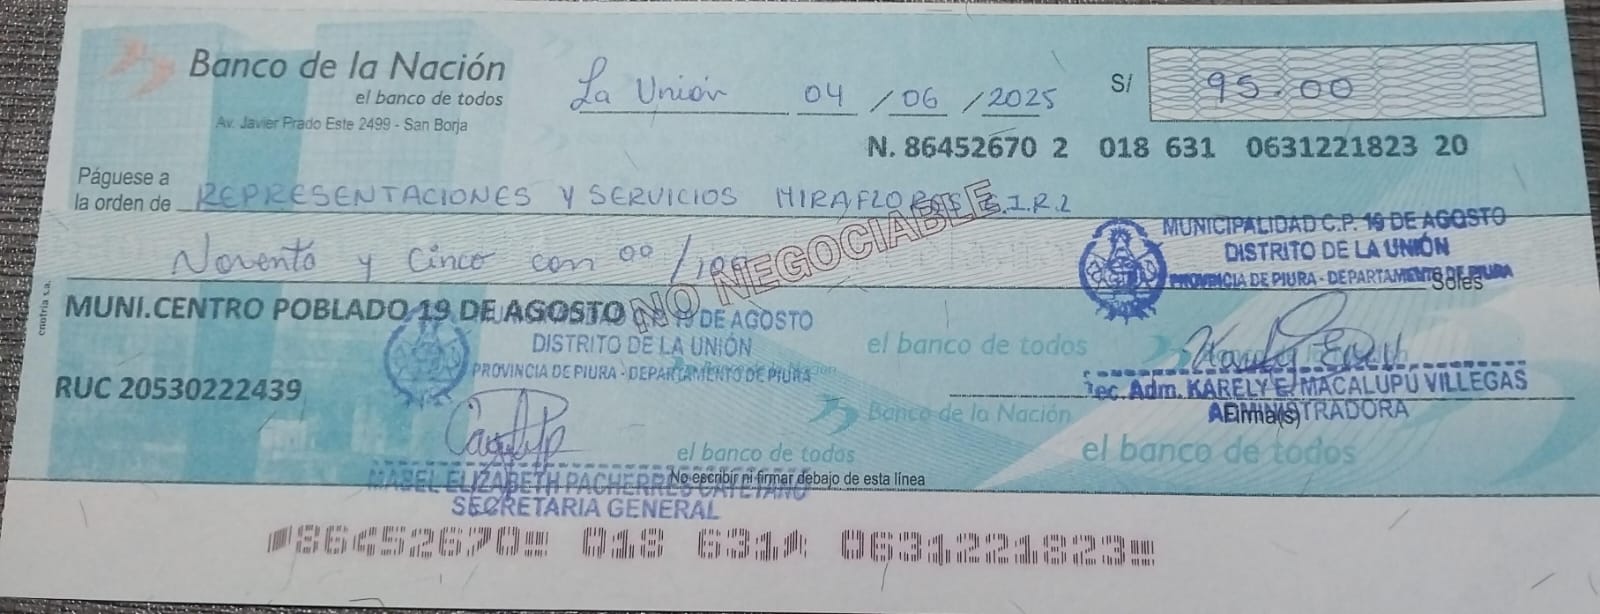 Banco de la Nación
el banco de todos
Av. Javier Prado Este 2499 - San Borja
La Unión 04 / 06 / 2025
S/ 95.00
N. 86452670 2 018 631 0631221823 20
Páguese a
la orden de REPRESENTACIONES Y SERVICIOS MIRAFLORES E.I.R.L
NO NEGOCIABLE
Noventa y Cinco con 00/100
Soles
MUNICIPALIDAD C.P. 19 DE AGOSTO
DISTRITO DE LA UNIÓN
PROVINCIA DE PIURA - DEPARTAMENTO DE PIURA
MUNI.CENTRO POBLADO 19 DE AGOSTO
19 DE AGOSTO
DISTRITO DE LA UNIÓN
PROVINCIA DE PIURA - DEPARTAMENTO DE PIURA
RUC 20530222439
el banco de todos
Tec. Adm. KARELY E. MACALUPU VILLEGAS
ADMINISTRADORA
Firma(s)
Banco de la Nación
el banco de todos
el banco de todos
No escribir ni firmar debajo de esta línea
MABEL ELIZABETH PACHERRES CAYETANO
SECRETARIA GENERAL
86452670 018 631 0631221823